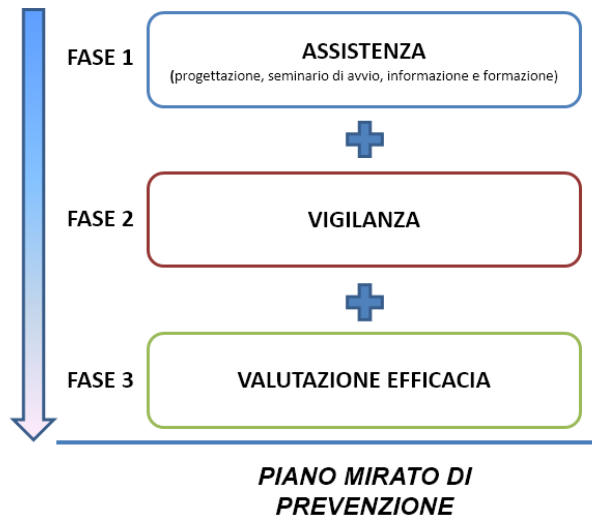 FASE 1
ASSISTENZA
(progettazione, seminario di avvio, informazione e formazione)
FASE 2
VIGILANZA
FASE 3
VALUTAZIONE EFFICACIA
PIANO MIRATO DI
PREVENZIONE